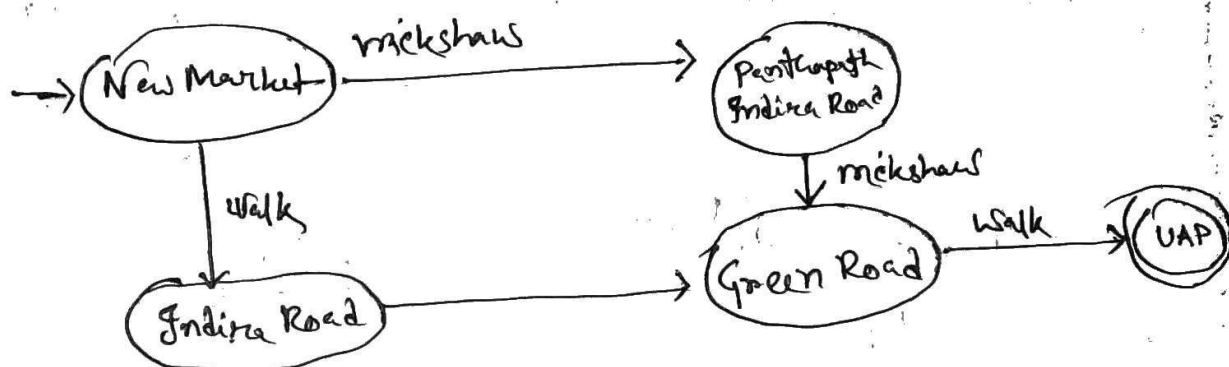 New Market
rickshaw
Panthapath
Indira Road
rickshaw
Walk
Walk
UAP
Green Road
Indira Road